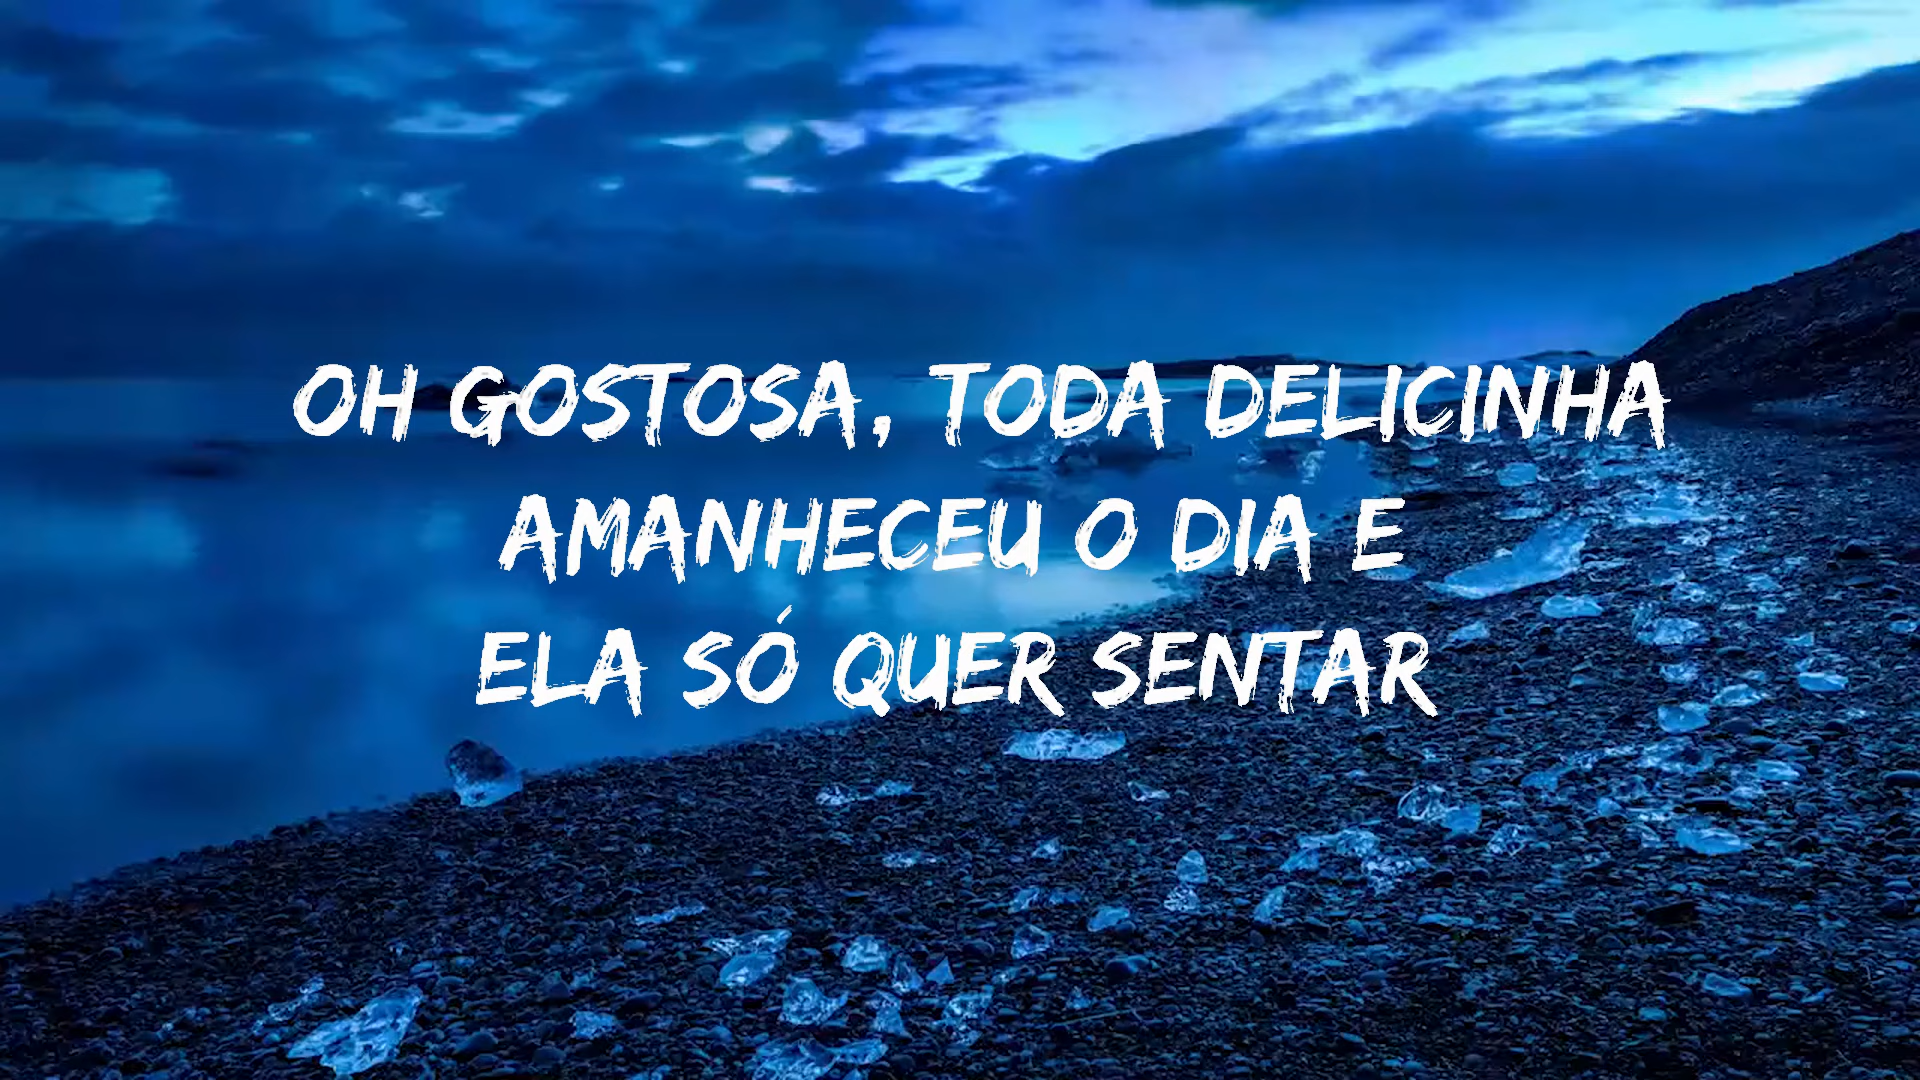 OH GOSTOSA, TODA DELICINHA
AMANHECEU O DIA E
ELA SÓ QUER SENTAR